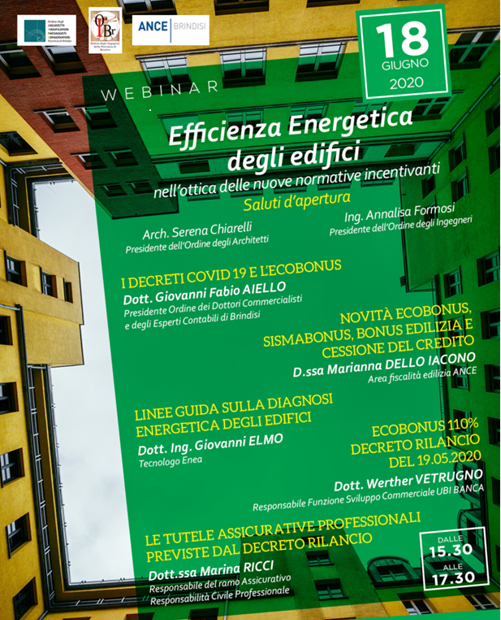 ANCE BRINDISI
18
GIUGNO
2020
WEBINAR
Efficienza Energetica
degli edifici
nell'ottica delle nuove normative incentivanti
Saluti d'apertura
Arch. Serena Chiarelli
Presidente dell'Ordine degli Architetti
Ing. Annalisa Formosi
Presidente dell'Ordine degli Ingegneri
I DECRETI COVID 19 E L'ECOBONUS
Dott. Giovanni Fabio AIELLO
Presidente Ordine dei Dottori Commercialisti
e degli Esperti Contabili di Brindisi
NOVITÀ ECOBONUS,
SISMABONUS, BONUS EDILIZIA E
CESSIONE DEL CREDITO
D.ssa Marianna DELLO IACONO
Area fiscalità edilizia ANCE
LINEE GUIDA SULLA DIAGNOSI
ENERGETICA DEGLI EDIFICI
Dott. Ing. Giovanni ELMO
Tecnologo Enea
ECOBONUS 110%
DECRETO RILANCIO
DEL 19.05.2020
Dott. Werther VETRUGNO
Responsabile Funzione Sviluppo Commerciale UBI BANCA
LE TUTELE ASSICURATIVE PROFESSIONALI
PREVISTE DAL DECRETO RILANCIO
Dott.ssa Marina RICCI
Responsabile del ramo Assicurativo
Responsabilità Civile Professionale
DALLE
15.30
ALLE
17.30